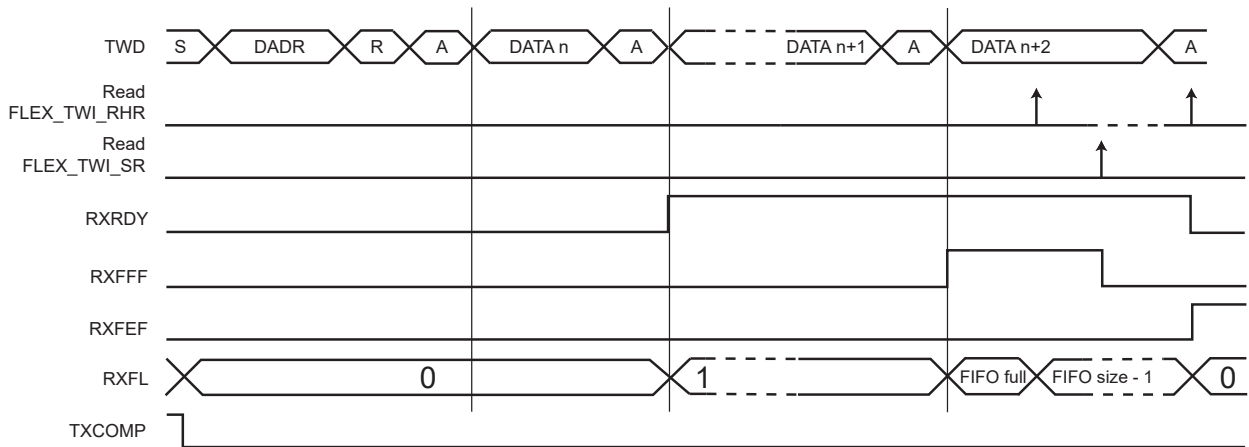 TWD S DADR R A DATA n A DATA n+1 A DATA n+2 A
Read
FLEX_TWI_RHR
Read
FLEX_TWI_SR
RXRDY
RXFFF
RXFEF
RXFL 0 1 FIFO full FIFO size - 1 0
TXCOMP